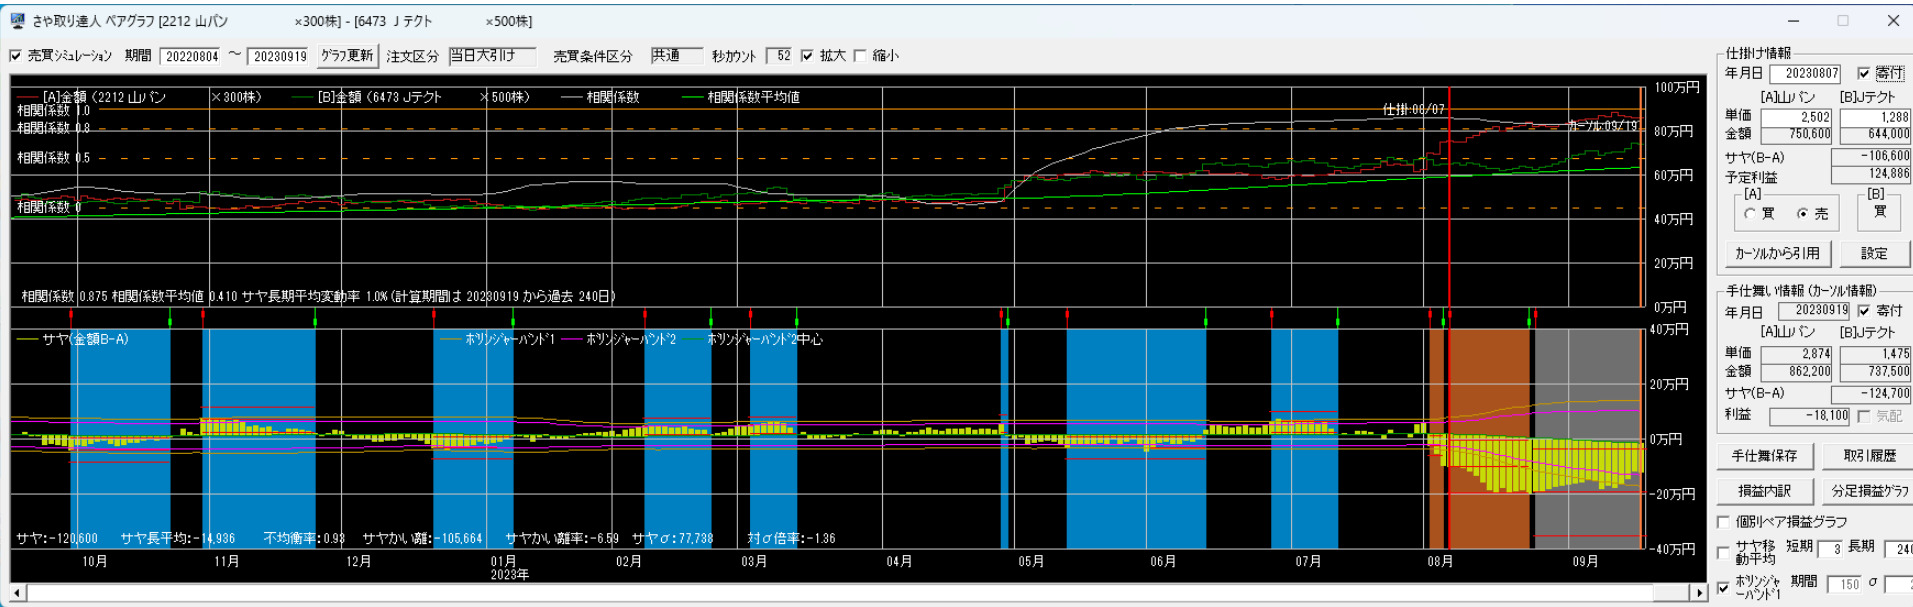 さや取り達人 ペアグラフ [2212 山パン ×300株] - [6473 Jテクト ×500株]
売買シミュレーション 期間 20220804 ～ 20230919 グラフ更新 注文区分 当日大引け 売買条件区分 共通 秒カウント 52 拡大 縮小
[A]金額 (2212 山パン ×300株) [B]金額 (6473 Jテクト ×500株) 相関係数 相関係数平均値
相関係数 1.0
相関係数 0.8
相関係数 0.5
相関係数 0
仕掛:08/07
カーソル:09/19
100万円
80万円
60万円
40万円
20万円
0万円
相関係数 0.875 相関係数平均値 0.410 サヤ長期平均変動率 1.0% (計算期間は 20230919 から過去 240日)
サヤ(金額B-A) ボリンジャーバンド1 ボリンジャーバンド2 ボリンジャーバンド2中心
40万円
20万円
0万円
-20万円
-40万円
サヤ:-120,600 サヤ長平均:-14,936 不均衡率:0.93 サヤかい離:-105,664 サヤかい離率:-6.59 サヤσ:77,738 対σ倍率:-1.36
10月 11月 12月 01月 02月 03月 04月 05月 06月 07月 08月 09月
2023年
仕掛け情報
年月日 20230807 寄付
[A]山パン [B]Jテクト
単価 2,502 1,288
金額 750,600 644,000
サヤ(B-A) -106,600
予定利益 124,886
[A] [B]
買 売 買
カーソルから引用 設定
手仕舞い情報 (カーソル情報)
年月日 20230919 寄付
[A]山パン [B]Jテクト
単価 2,874 1,475
金額 862,200 737,500
サヤ(B-A) -124,700
利益 -18,100 気配
手仕舞保存 取引履歴
損益内訳 分足損益グラフ
個別ペア損益グラフ
サヤ移動平均 短期 3 長期 240
ボリンジャーバンド1 期間 150 σ 2